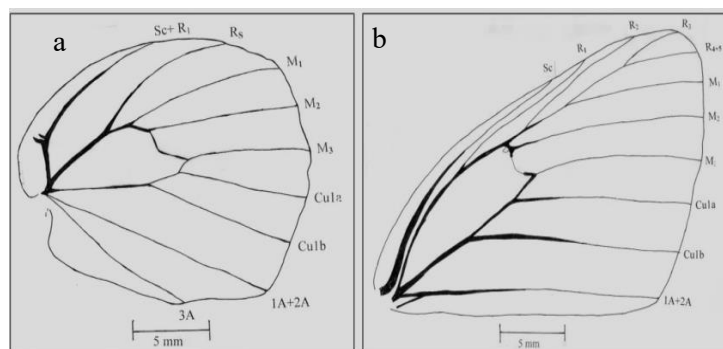 a
Sc+ R₁
Rs
M₁
M₂
M₃
Cu1a
Cu1b
1A+2A
3A
5 mm
b
Sc
R₁
R₂
R₃
R₄₊₅
M₁
M₂
Cu1a
Cu1b
1A+2A
5 mm